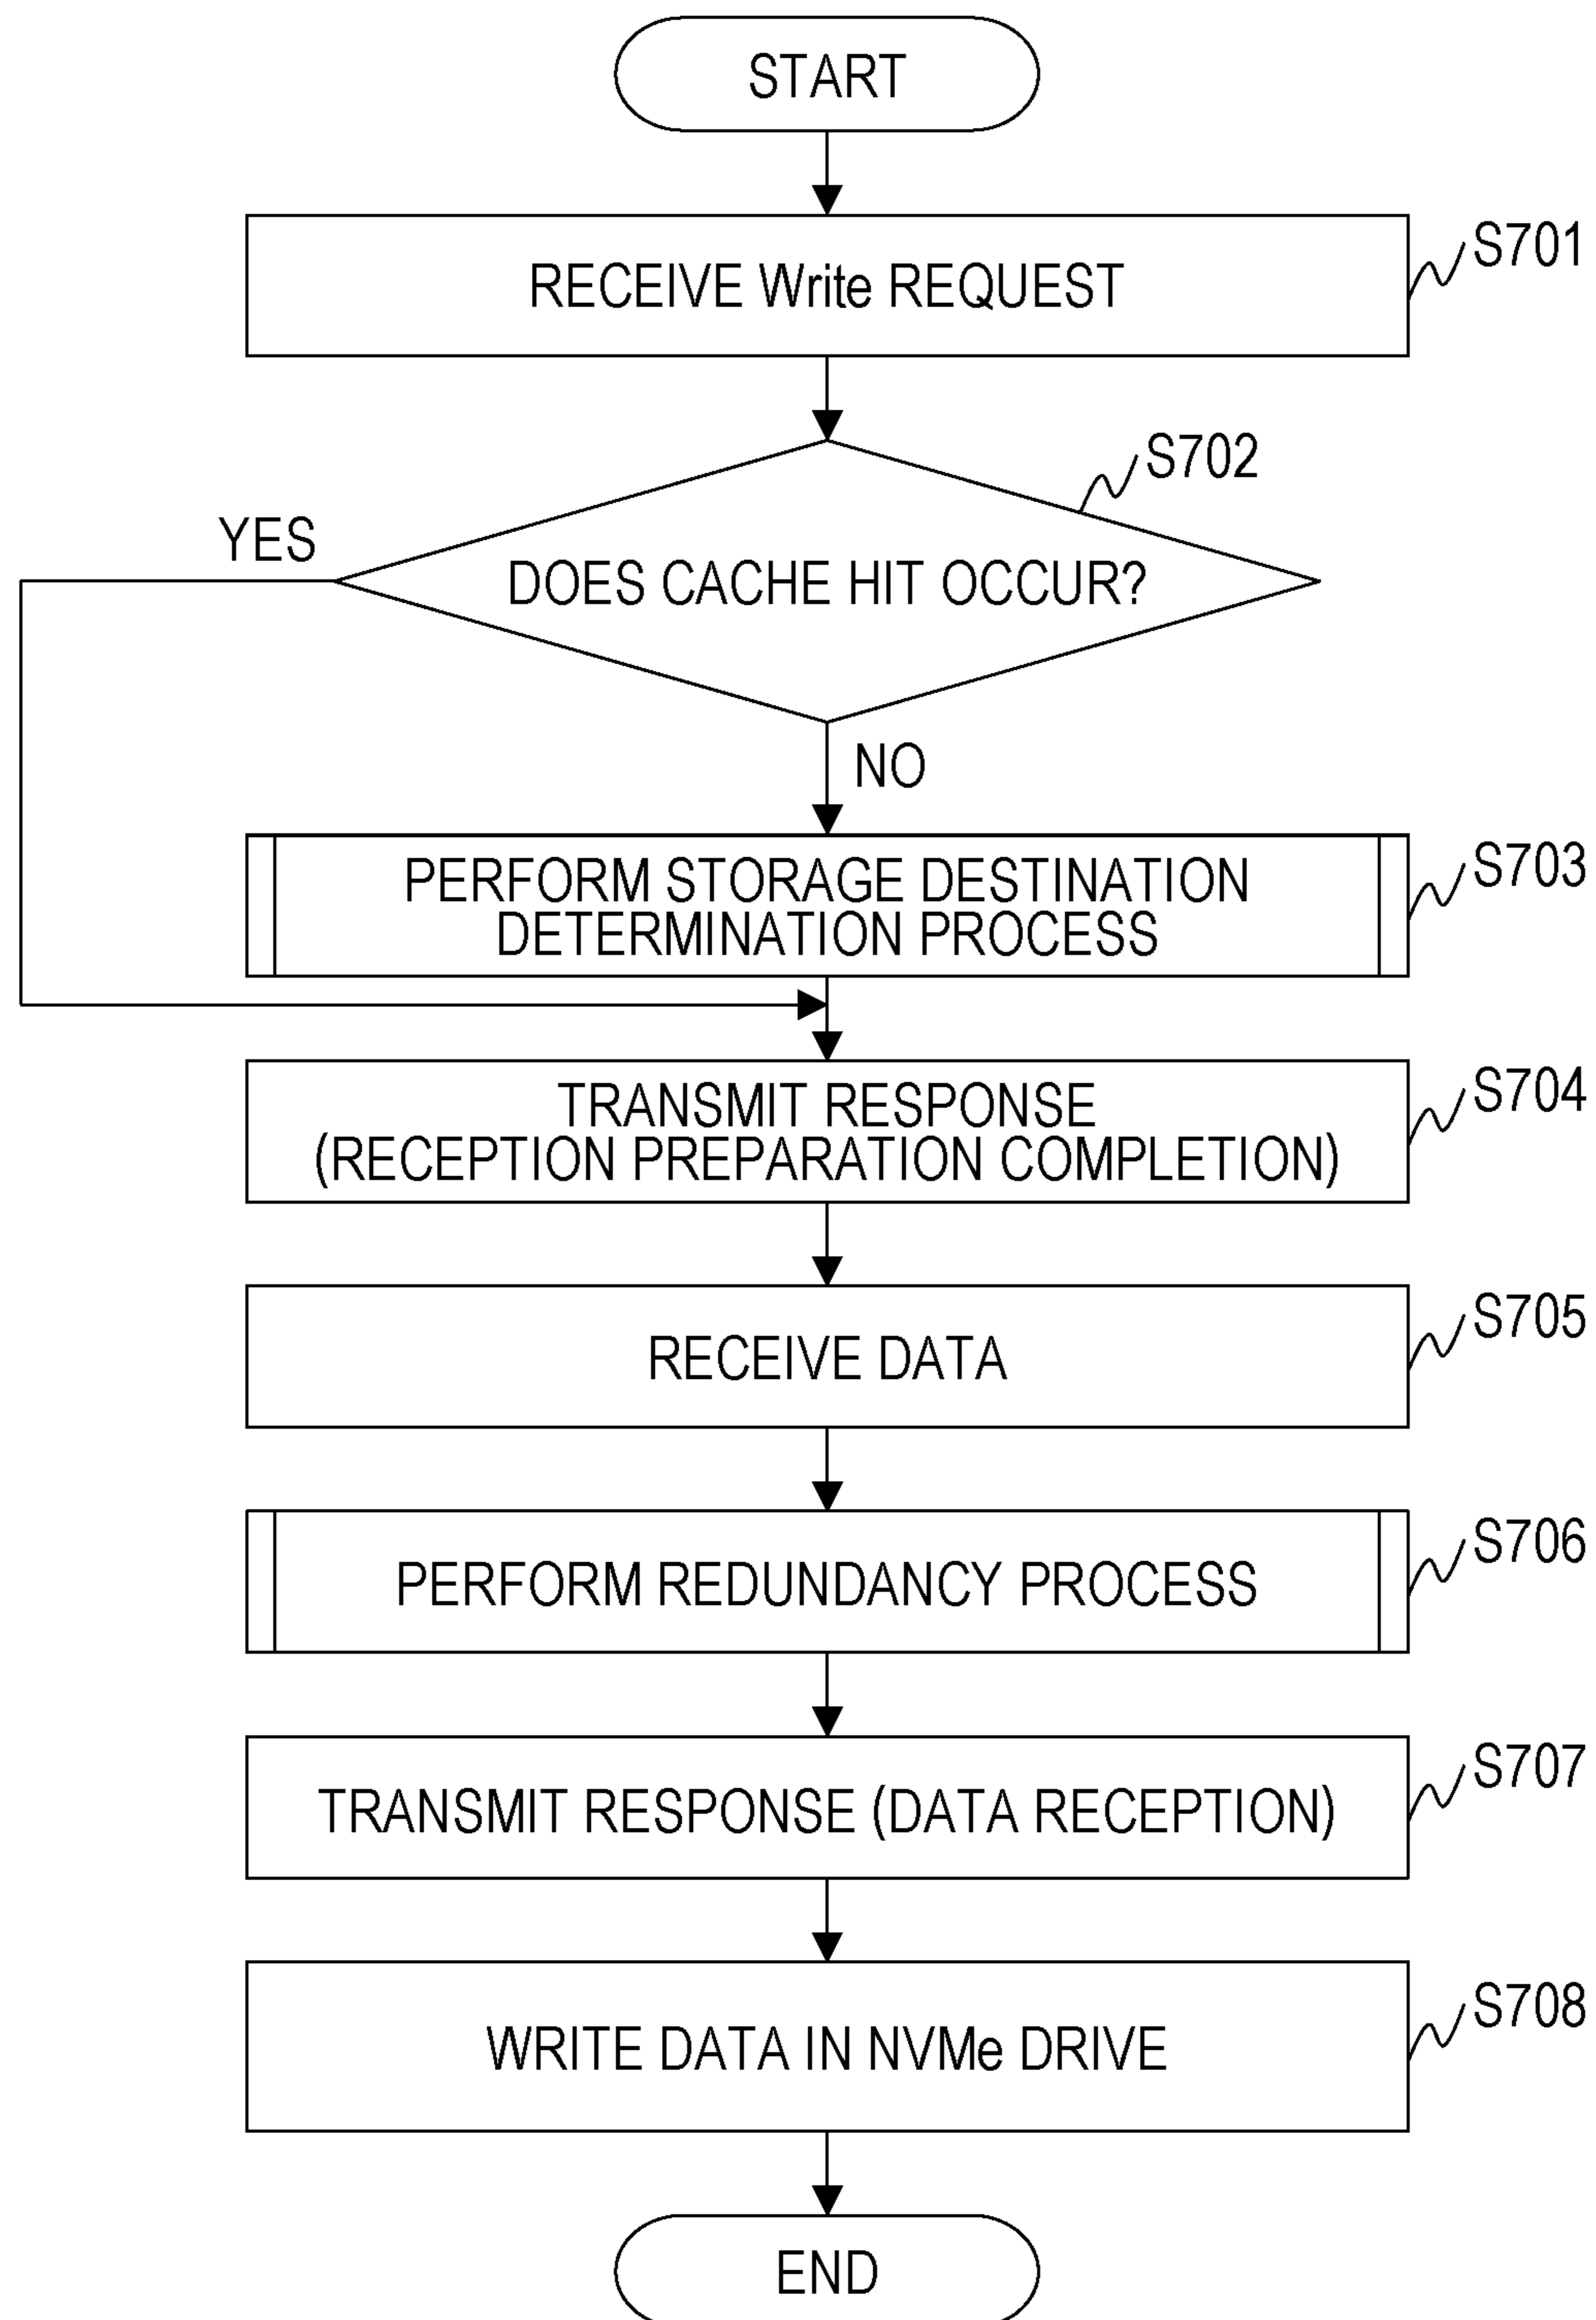 START
RECEIVE Write REQUEST
S701
S702
YES
DOES CACHE HIT OCCUR?
NO
PERFORM STORAGE DESTINATION
DETERMINATION PROCESS
S703
TRANSMIT RESPONSE
(RECEPTION PREPARATION COMPLETION)
S704
RECEIVE DATA
S705
PERFORM REDUNDANCY PROCESS
S706
TRANSMIT RESPONSE (DATA RECEPTION)
S707
WRITE DATA IN NVMe DRIVE
S708
END